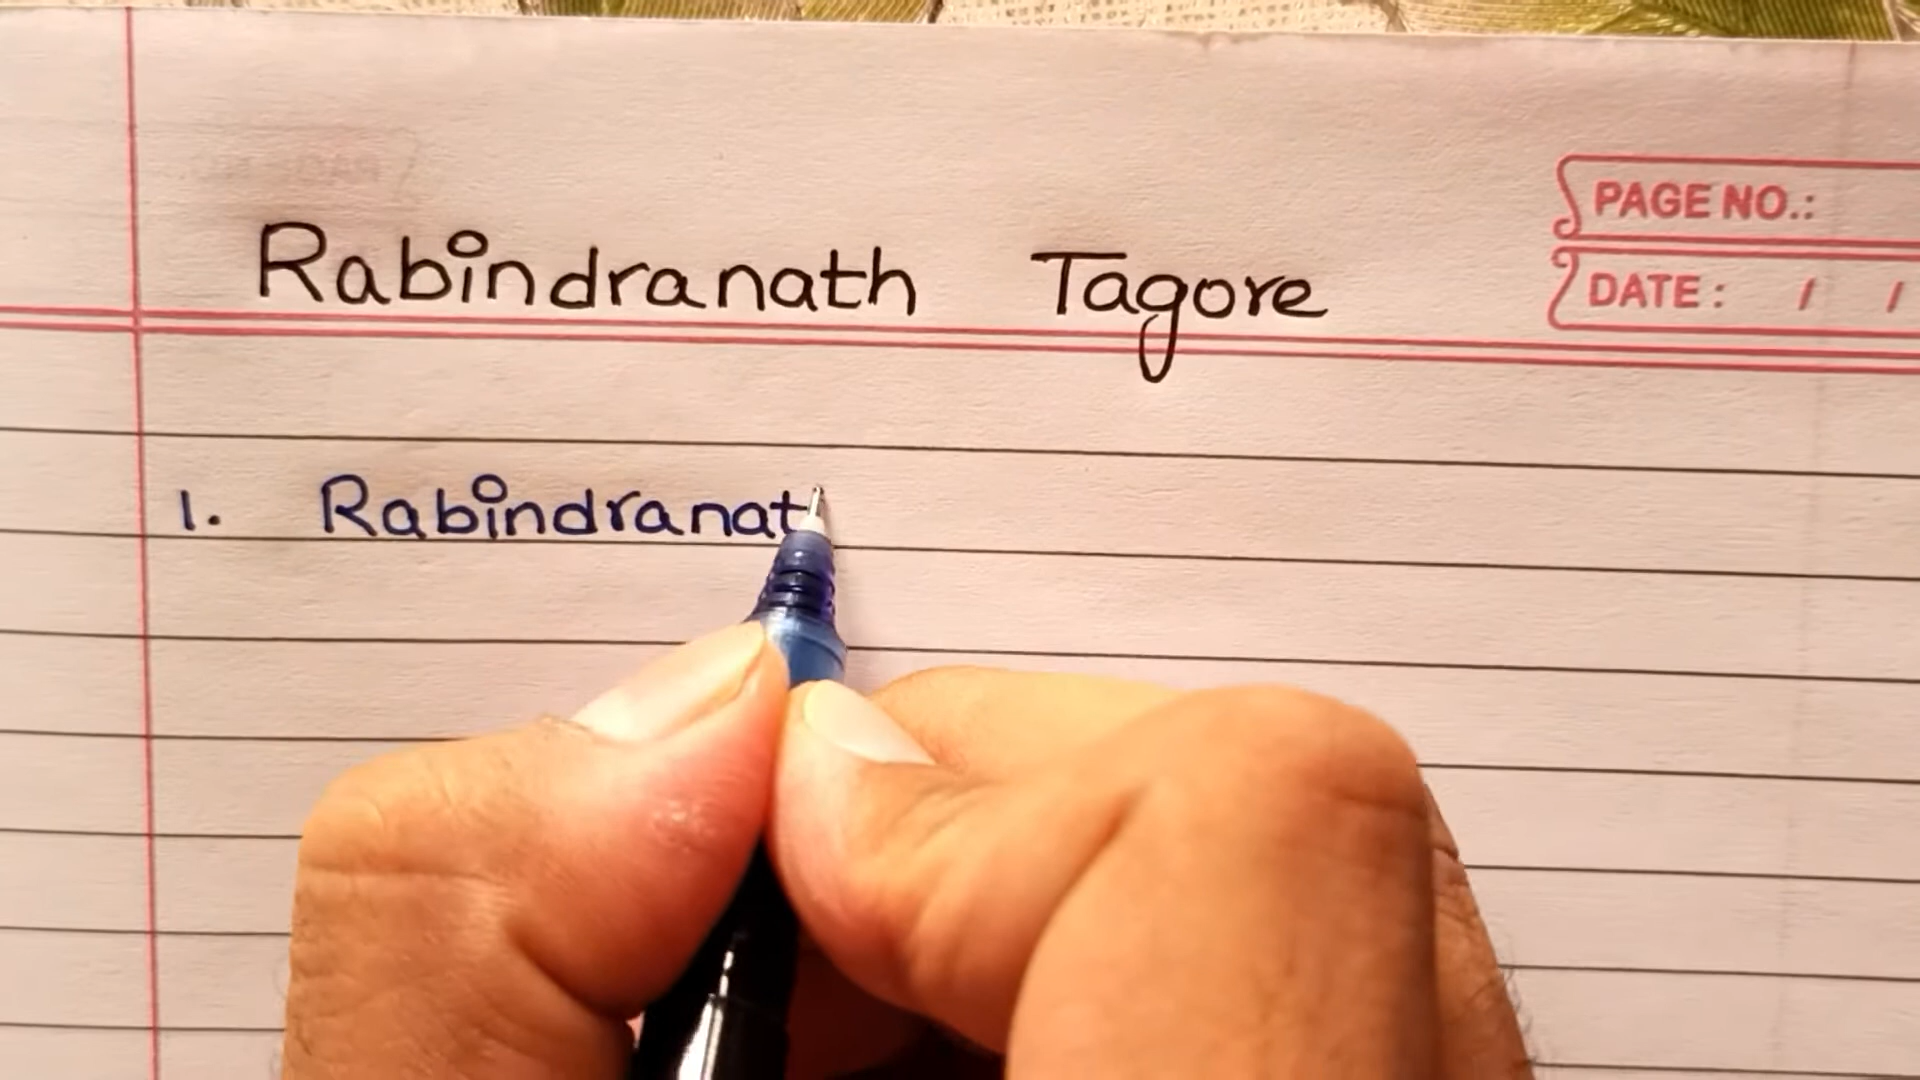 PAGE NO.:
Rabindranath Tagore
DATE: / /
1. Rabindranat